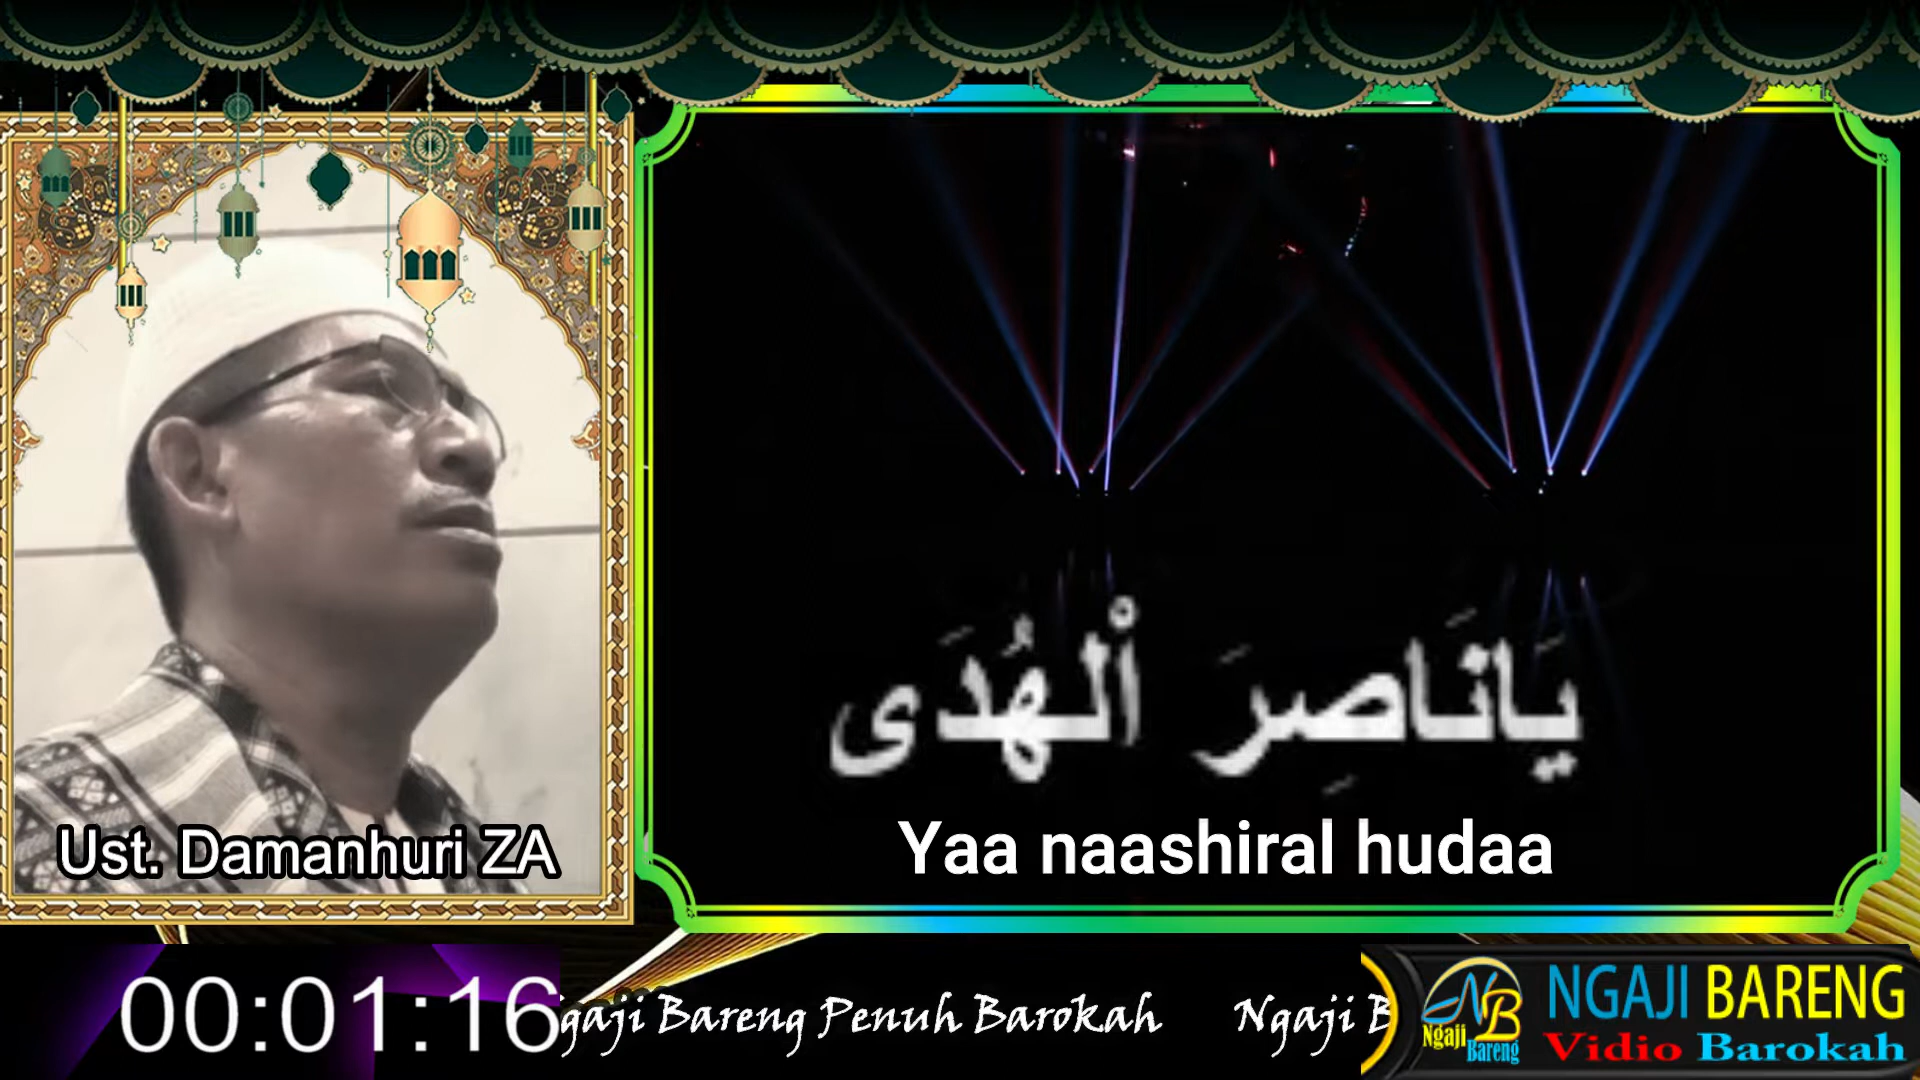 يَانَاصِرَ اْلهُدَى
Yaa naashiral hudaa
Ust. Damanhuri ZA
00:01:16
gaji Bareng Penuh Barokah Ngaji B
NB
Ngaji
Bareng
NGAJI BARENG
Vidio Barokah